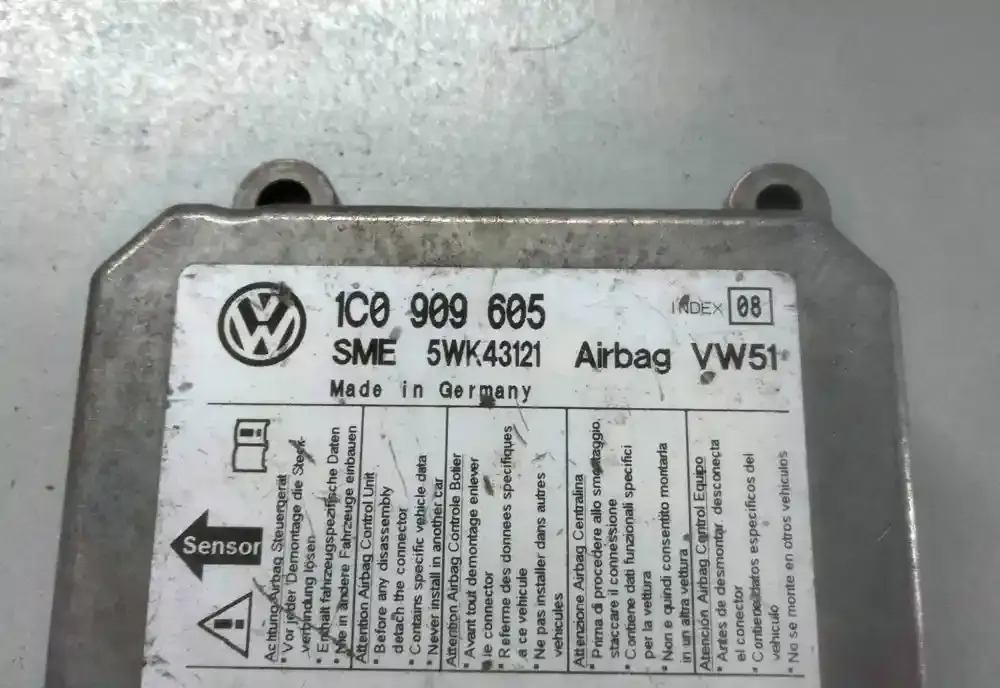 1C0 909 605
INDEX 08
SME 5WK43121 Airbag VW51
Made in Germany
Sensor
Achtung Airbag Steuergerät
• Vor jeder Demontage die Steck-
verbindung lösen
• Enthält fahrzeugspezifische Daten
• Nie in andere Fahrzeuge einbauen
Attention Airbag Control Unit
• Before any disassembly
detach the connector
• Contains specific vehicle data
• Never install in another car
Attention Airbag Controle Boitier
• Avant tout demontage enlever
le connector
• Referme des donnees specifiques
a ce vehicule
• Ne pas installer dans autres
vehicules
Attenzione Airbag Centralina
• Prima di procedere allo smontaggio,
staccare il connessione
• Contiene dati funzionali specifici
per la vettura
• Non e quindi consentito montarla
in un altra vettura
Atención Airbag Control Equipo
• Antes de desmontar desconecta
el conector
• Contiene datos especificos del
vehiculo
• No se monte en otros vehiculos